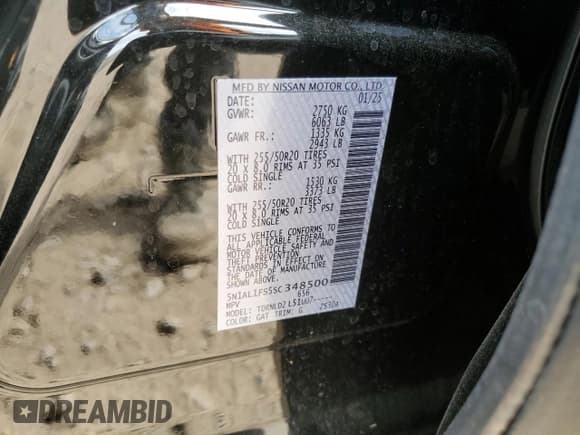 MFD BY NISSAN MOTOR CO., LTD.
DATE: 01/25
GVWR: 2750 KG
6063 LB
GAWR FR.: 1335 KG
2943 LB
WITH 255/50R20 TIRES
20 x 8.0 RIMS AT 35 PSI
COLD SINGLE
GAWR RR.: 1530 KG
3373 LB
WITH 255/50R20 TIRES
20 x 8.0 RIMS AT 35 PSI
COLD SINGLE
THIS VEHICLE CONFORMS TO
ALL APPLICABLE FEDERAL
MOTOR VEHICLE SAFETY AND
THEFT PREVENTION
STANDARDS IN EFFECT ON
THE DATE OF MANUFACTURE
5N1AL1FS5SC348500
MPV 656
MODEL:
COLOR: GAT TRIM: G
DREAMBID